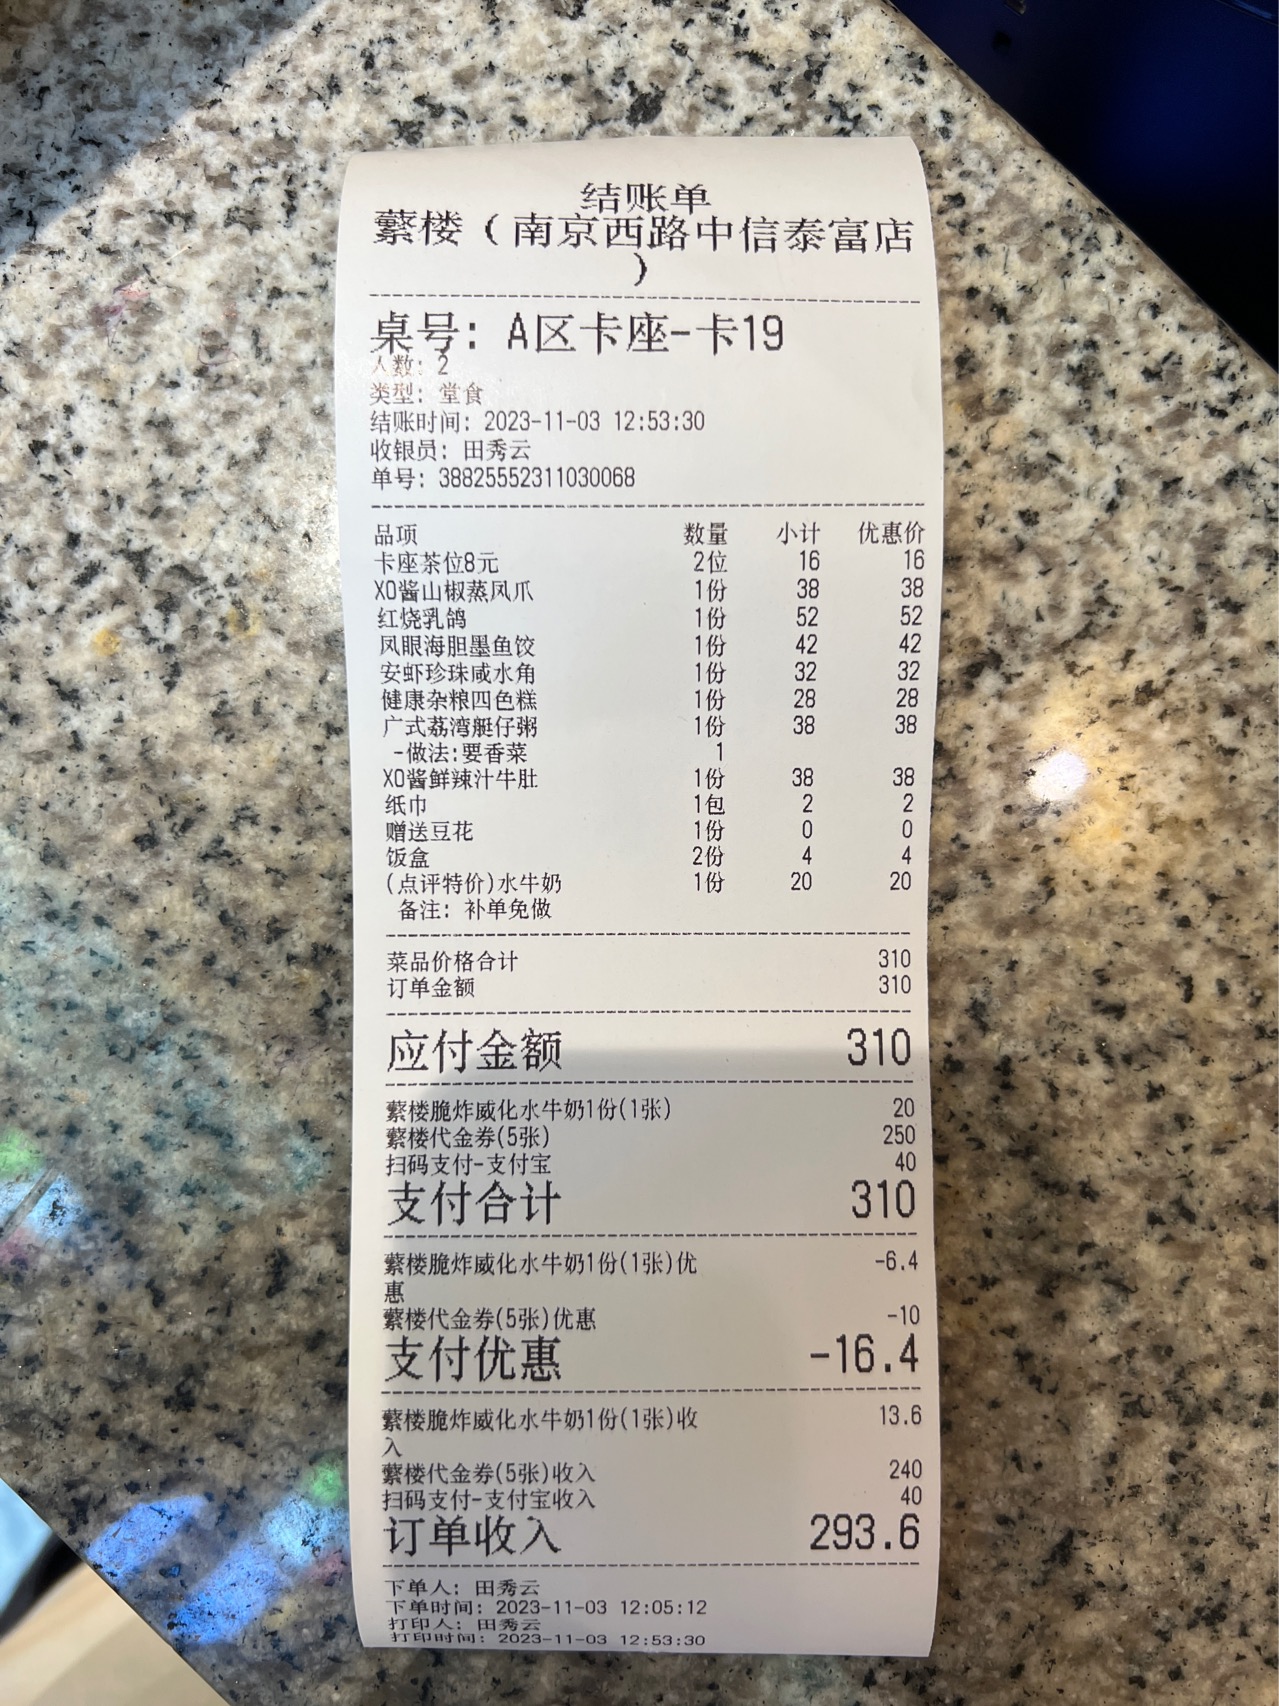 结账单
蘩楼（南京西路中信泰富店
）
桌号: A区卡座-卡19
人数: 2
类型: 堂食
结账时间: 2023-11-03 12:53:30
收银员: 田秀云
单号: 38825552311030068
品项 数量 小计 优惠价
卡座茶位8元 2位 16 16
XO酱山椒蒸凤爪 1份 38 38
红烧乳鸽 1份 52 52
凤眼海胆墨鱼饺 1份 42 42
安虾珍珠咸水角 1份 32 32
健康杂粮四色糕 1份 28 28
广式荔湾艇仔粥 1份 38 38
-做法:要香菜 1
XO酱鲜辣汁牛肚 1份 38 38
纸巾 1包 2 2
赠送豆花 1份 0 0
饭盒 2份 4 4
(点评特价)水牛奶 1份 20 20
备注: 补单免做
菜品价格合计 310
订单金额 310
应付金额 310
蘩楼脆炸威化水牛奶1份(1张) 20
蘩楼代金券(5张) 250
扫码支付-支付宝 40
支付合计 310
蘩楼脆炸威化水牛奶1份(1张)优 -6.4
惠
蘩楼代金券(5张)优惠 -10
支付优惠 -16.4
蘩楼脆炸威化水牛奶1份(1张)收 13.6
入
蘩楼代金券(5张)收入 240
扫码支付-支付宝收入 40
订单收入 293.6
下单人: 田秀云
下单时间: 2023-11-03 12:05:12
打印人: 田秀云
打印时间: 2023-11-03 12:53:30